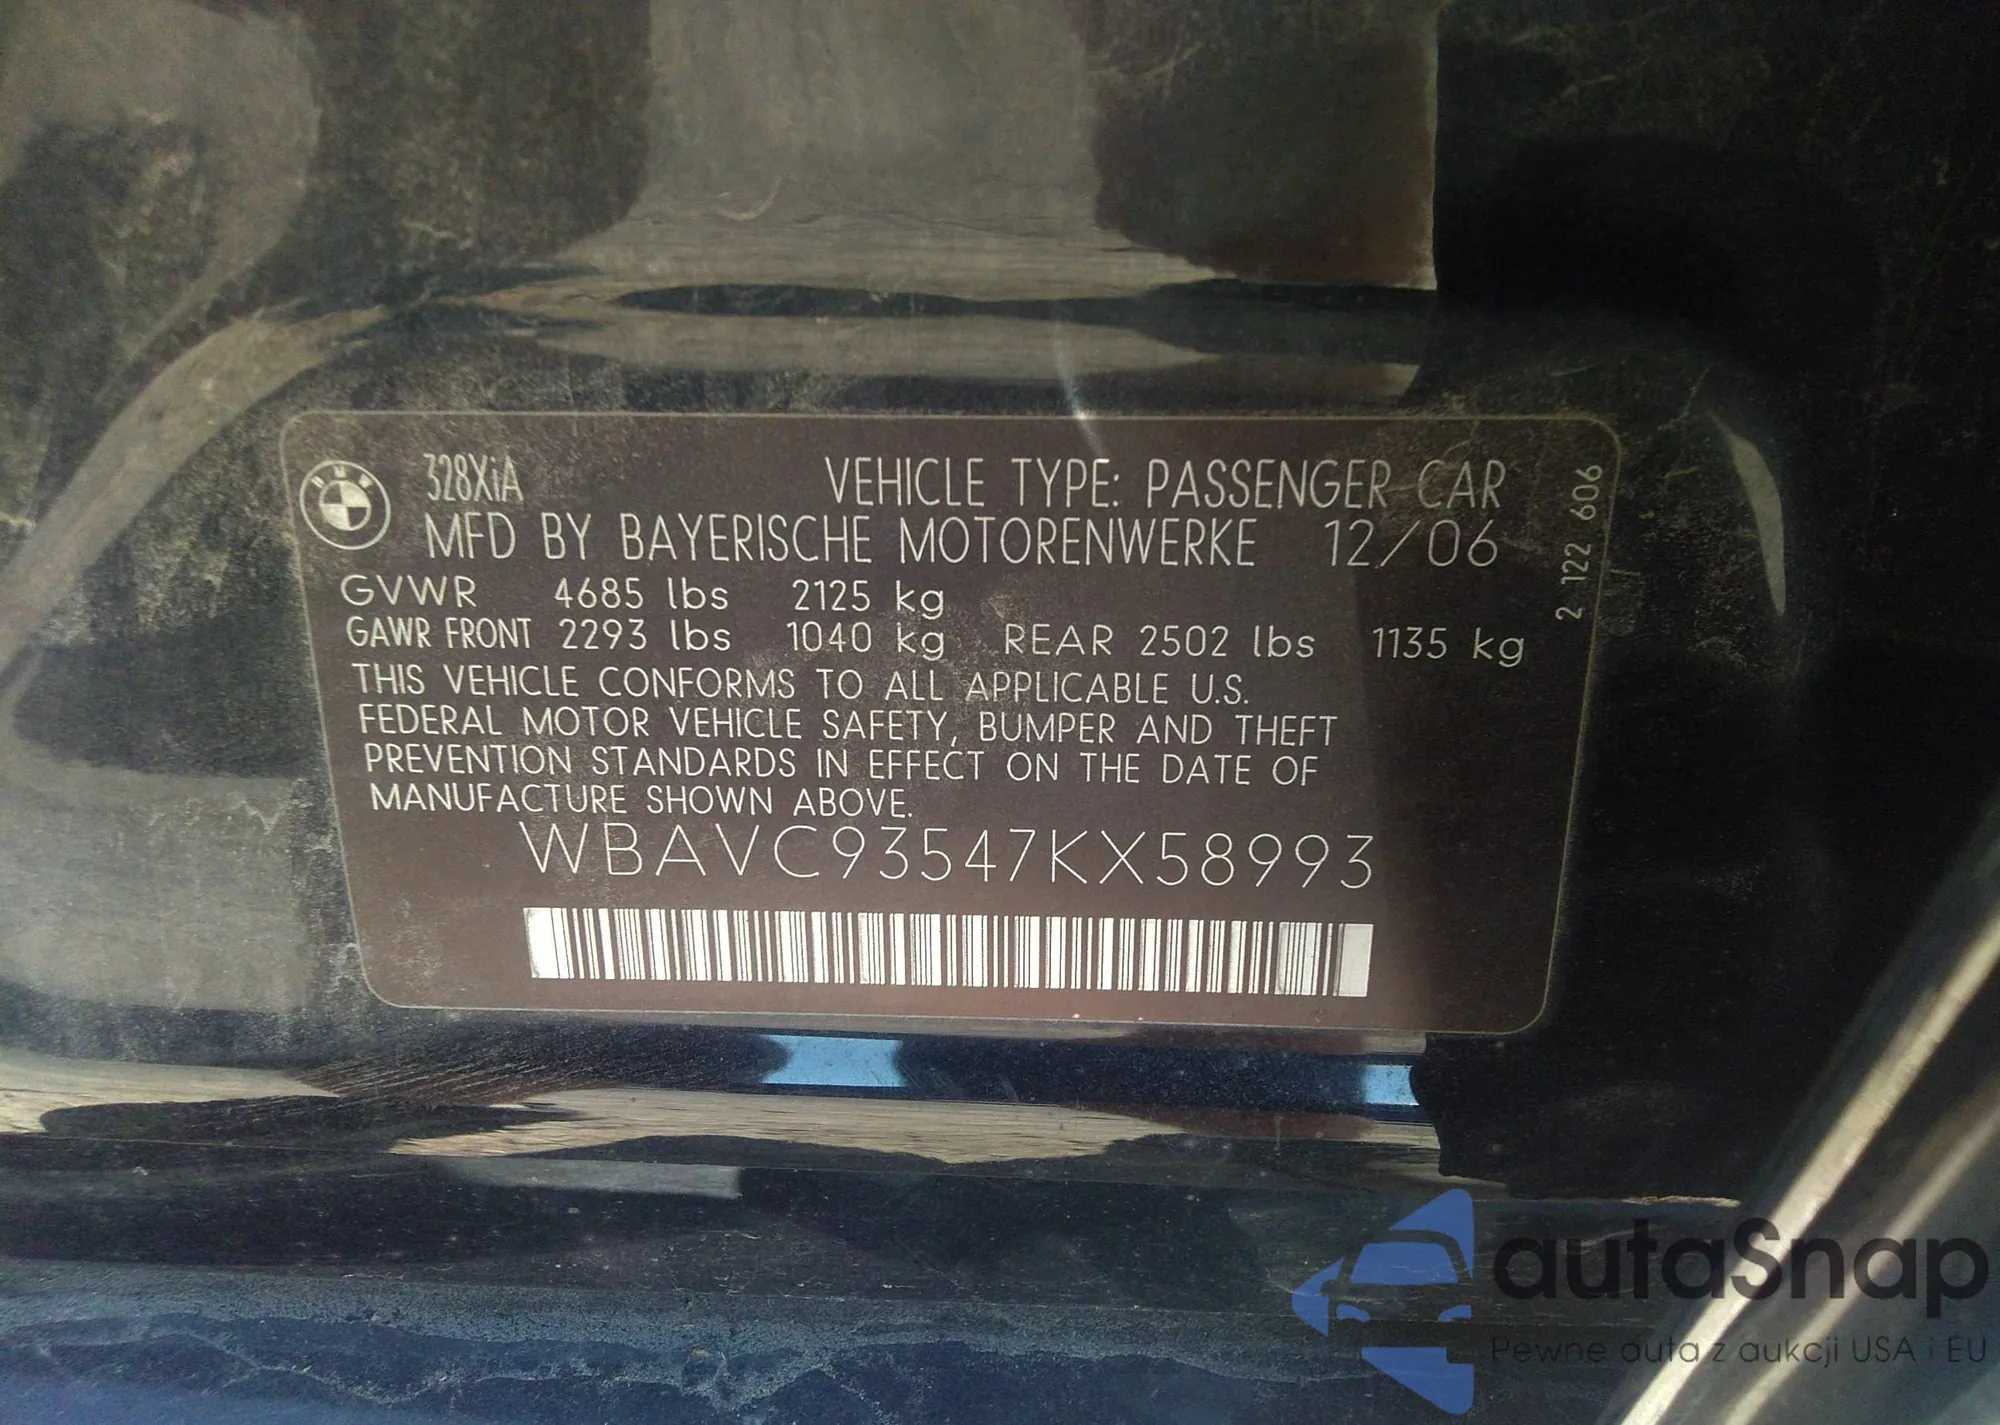 328XiA VEHICLE TYPE: PASSENGER CAR
MFD BY BAYERISCHE MOTORENWERKE 12/06
GVWR 4685 lbs 2125 kg
GAWR FRONT 2293 lbs 1040 kg REAR 2502 lbs 1135 kg
THIS VEHICLE CONFORMS TO ALL APPLICABLE U.S.
FEDERAL MOTOR VEHICLE SAFETY, BUMPER AND THEFT
PREVENTION STANDARDS IN EFFECT ON THE DATE OF
MANUFACTURE SHOWN ABOVE.
WBAVC93547KX58993
2 122 606
BMW
autaSnap
Pewne auta z aukcji USA i EU